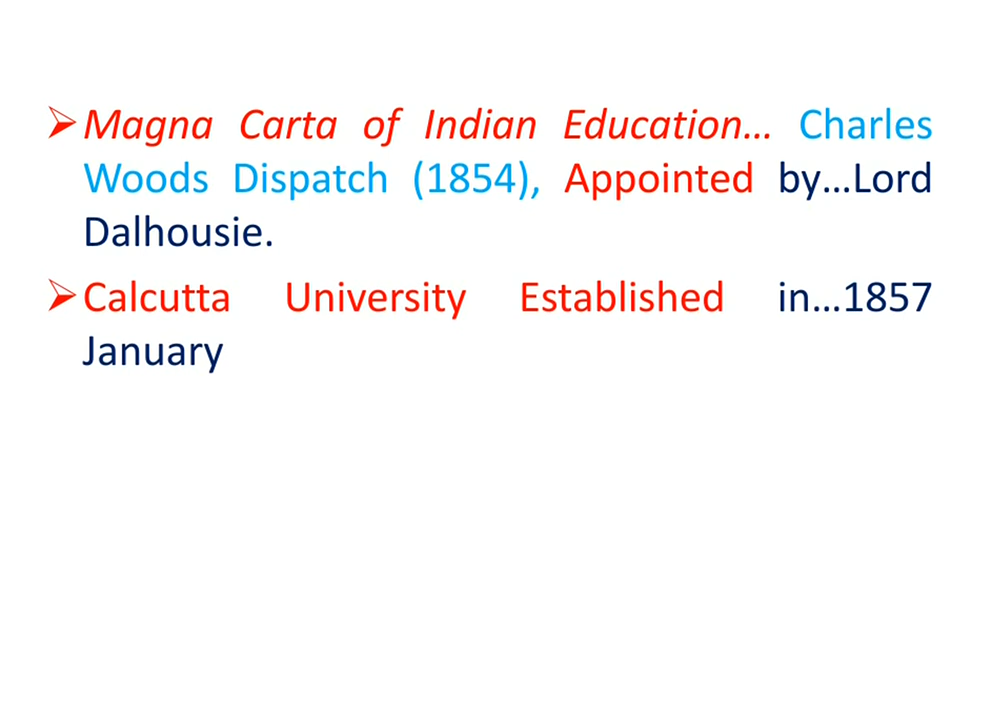 ➢Magna Carta of Indian Education… Charles
Woods Dispatch (1854), Appointed by…Lord
Dalhousie.
➢Calcutta University Established in…1857
January